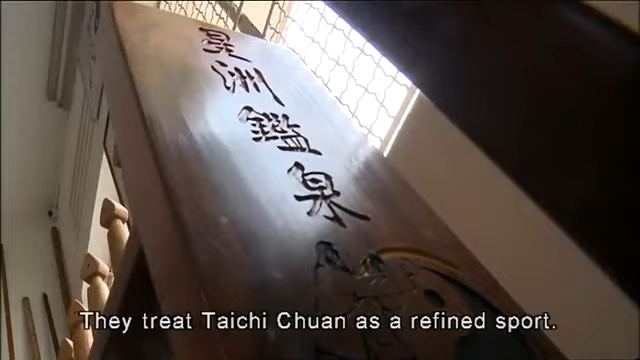 星洲鑑泉
They treat Taichi Chuan as a refined sport.